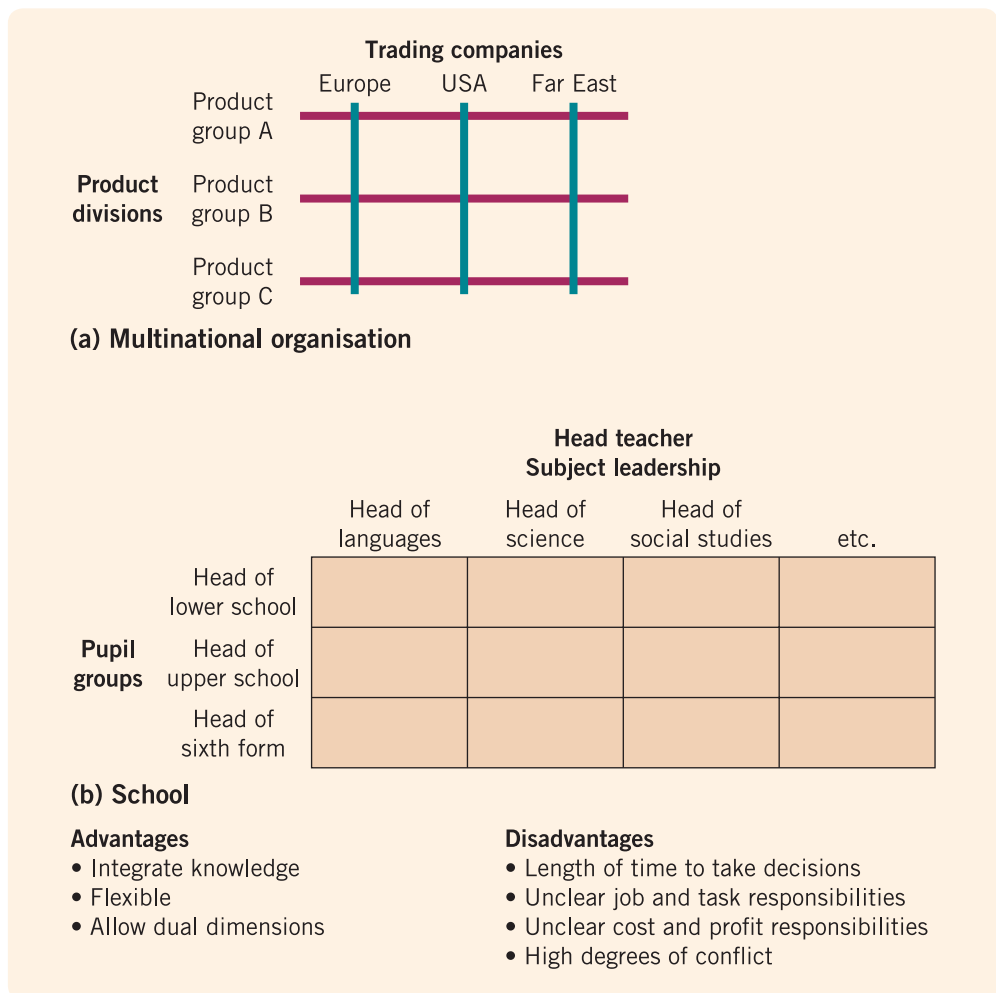 Trading companies
Europe USA Far East
Product
group A
Product
divisions
Product
group B
Product
group C
(a) Multinational organisation
Head teacher
Subject leadership
Head of
languages
Head of
science
Head of
social studies
etc.
Head of
lower school
Pupil
groups
Head of
upper school
Head of
sixth form
(b) School
Advantages
• Integrate knowledge
• Flexible
• Allow dual dimensions
Disadvantages
• Length of time to take decisions
• Unclear job and task responsibilities
• Unclear cost and profit responsibilities
• High degrees of conflict